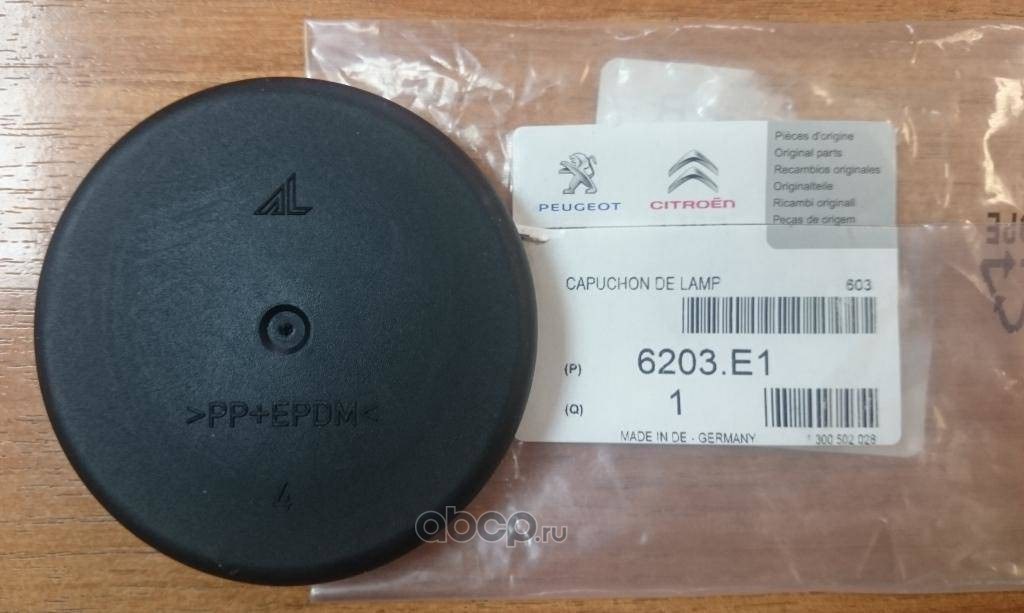 AL
>PP+EPDM<
4
PEUGEOT
CITROËN
Pièces d'origine
Original parts
Recambios originales
Originalteile
Ricambi originali
Peças de origem
CAPUCHON DE LAMP
603
(P)
6203.E1
(Q)
1
MADE IN DE - GERMANY
1 300 502 028
abcp.ru